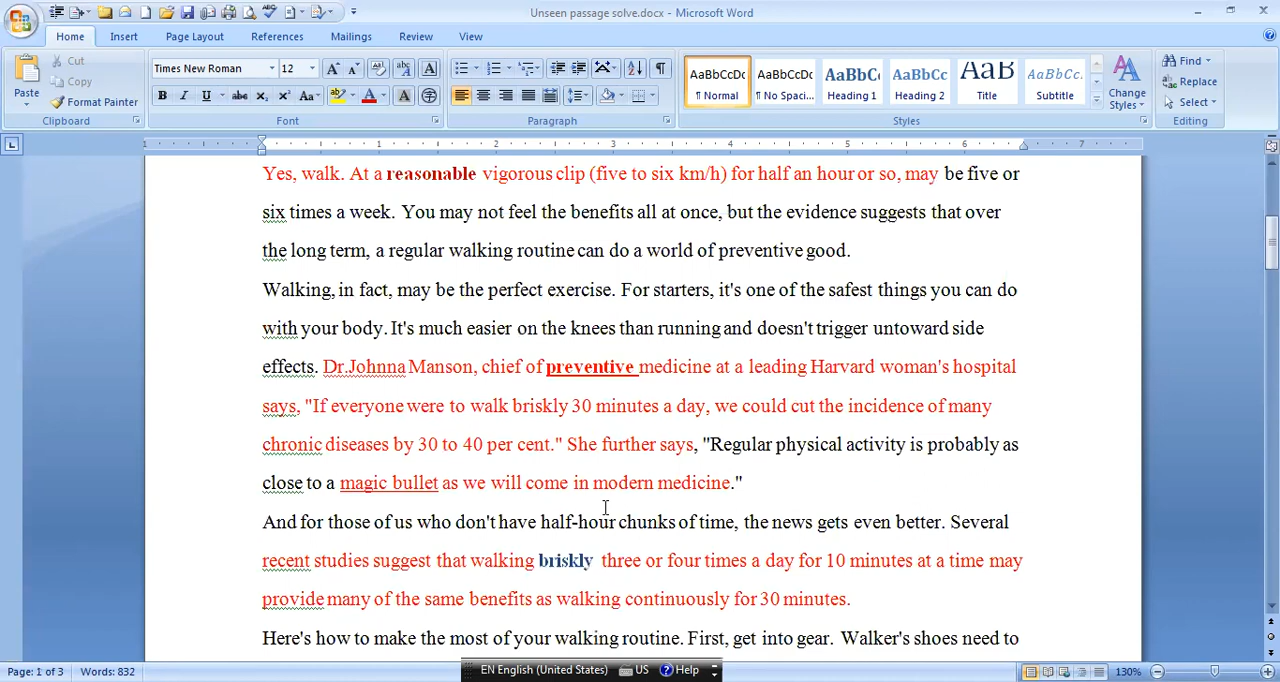 Unseen passage solve.docx - Microsoft Word
Home Insert Page Layout References Mailings Review View
Paste
Cut
Copy
Format Painter
Clipboard
Times New Roman 12
Font
Paragraph
AaBbCcDc AaBbCcDc AaBbCc AaBbCc AaB AaBbCc.
¶ Normal ¶ No Spaci... Heading 1 Heading 2 Title Subtitle
Styles
Change Styles
Find
Replace
Select
Editing
1 1 2 3 4 5 6 7
Yes, walk. At a reasonable vigorous clip (five to six km/h) for half an hour or so, may be five or
six times a week. You may not feel the benefits all at once, but the evidence suggests that over
the long term, a regular walking routine can do a world of preventive good.
Walking, in fact, may be the perfect exercise. For starters, it's one of the safest things you can do
with your body. It's much easier on the knees than running and doesn't trigger untoward side
effects. Dr.Johnna Manson, chief of preventive medicine at a leading Harvard woman's hospital
says, "If everyone were to walk briskly 30 minutes a day, we could cut the incidence of many
chronic diseases by 30 to 40 per cent." She further says, "Regular physical activity is probably as
close to a magic bullet as we will come in modern medicine."
And for those of us who don't have half-hour chunks of time, the news gets even better. Several
recent studies suggest that walking briskly three or four times a day for 10 minutes at a time may
provide many of the same benefits as walking continuously for 30 minutes.
Here's how to make the most of your walking routine. First, get into gear. Walker's shoes need to
Page: 1 of 3 Words: 832 EN English (United States) US Help 130%